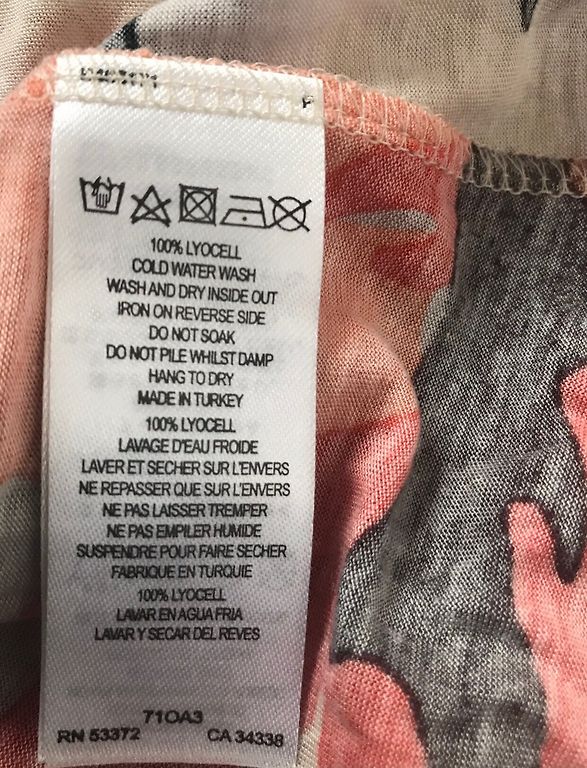 100% LYOCELL
COLD WATER WASH
WASH AND DRY INSIDE OUT
IRON ON REVERSE SIDE
DO NOT SOAK
DO NOT PILE WHILST DAMP
HANG TO DRY
MADE IN TURKEY
100% LYOCELL
LAVAGE D'EAU FROIDE
LAVER ET SECHER SUR L'ENVERS
NE REPASSER QUE SUR L'ENVERS
NE PAS LAISSER TREMPER
NE PAS EMPILER HUMIDE
SUSPENDRE POUR FAIRE SECHER
FABRIQUE EN TURQUIE
100% LYOCELL
LAVAR EN AGUA FRIA
LAVAR Y SECAR DEL REVES
71OA3
RN 53372 CA 34338